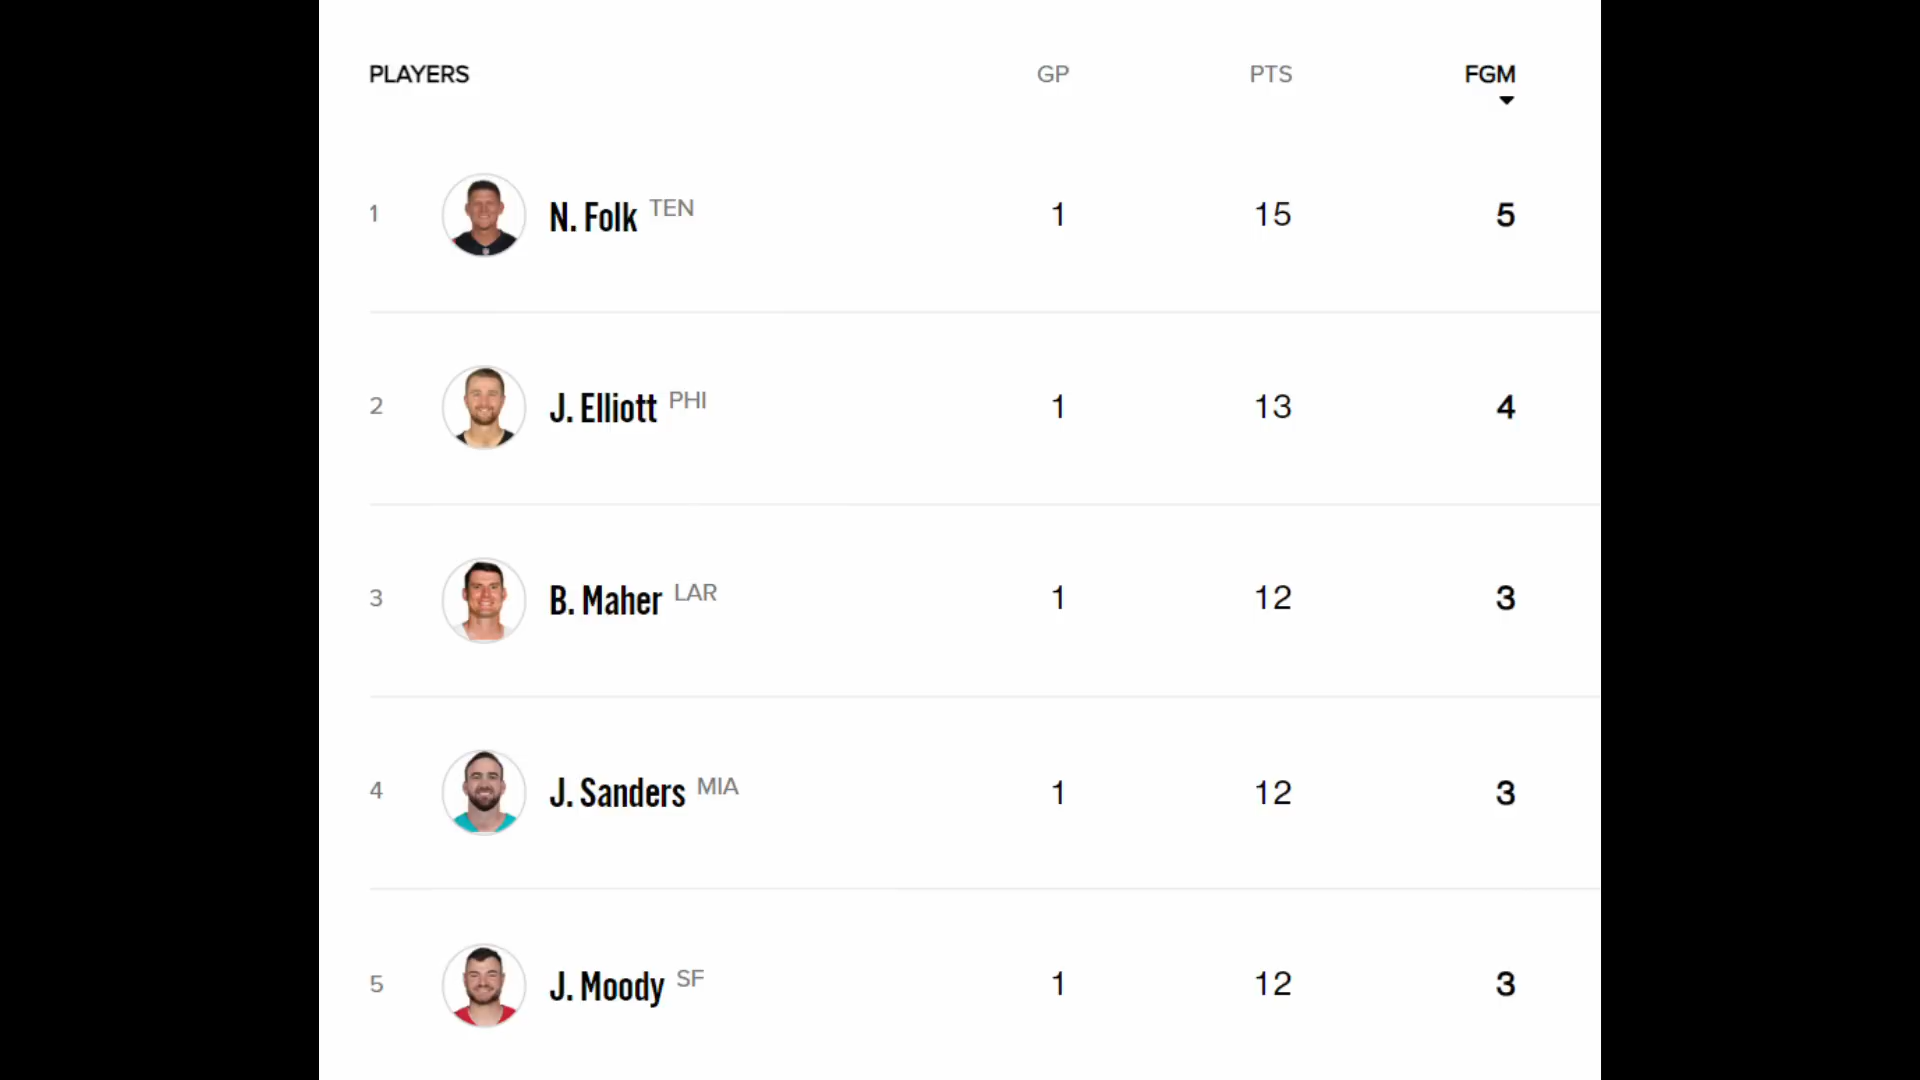 PLAYERS GP PTS FGM
1 N. Folk TEN 1 15 5
2 J. Elliott PHI 1 13 4
3 B. Maher LAR 1 12 3
4 J. Sanders MIA 1 12 3
5 J. Moody SF 1 12 3